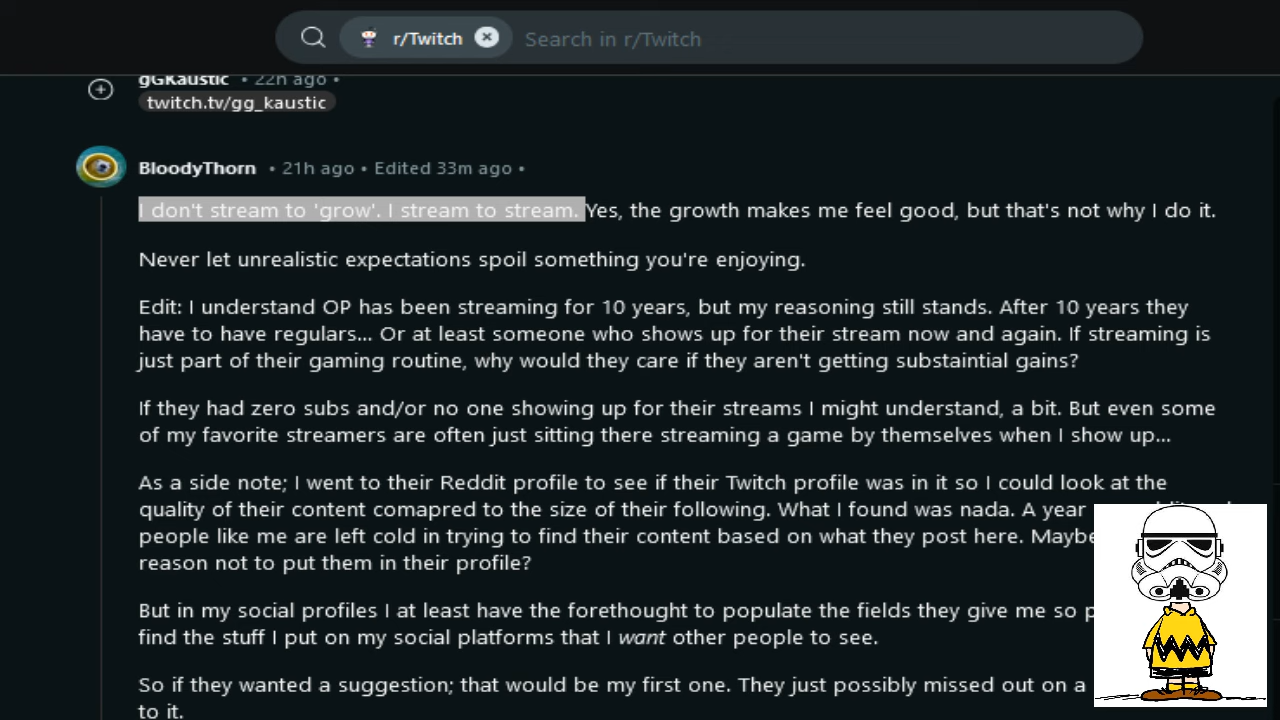 r/Twitch Search in r/Twitch
gGKaustic • 22h ago •
twitch.tv/gg_kaustic
BloodyThorn • 21h ago • Edited 33m ago •
I don't stream to 'grow'. I stream to stream. Yes, the growth makes me feel good, but that's not why I do it.
Never let unrealistic expectations spoil something you're enjoying.
Edit: I understand OP has been streaming for 10 years, but my reasoning still stands. After 10 years they
have to have regulars... Or at least someone who shows up for their stream now and again. If streaming is
just part of their gaming routine, why would they care if they aren't getting substaintial gains?
If they had zero subs and/or no one showing up for their streams I might understand, a bit. But even some
of my favorite streamers are often just sitting there streaming a game by themselves when I show up...
As a side note; I went to their Reddit profile to see if their Twitch profile was in it so I could look at the
quality of their content comapred to the size of their following. What I found was nada. A year
people like me are left cold in trying to find their content based on what they post here. Maybe
reason not to put them in their profile?
But in my social profiles I at least have the forethought to populate the fields they give me so
find the stuff I put on my social platforms that I want other people to see.
So if they wanted a suggestion; that would be my first one. They just possibly missed out on a
to it.